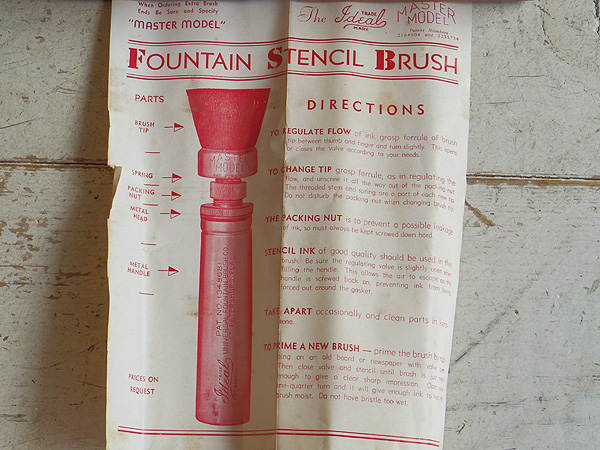 When Ordering Extra Brush
Ends Be Sure and Specify
"MASTER MODEL"
The Ideal
TRADE
MARK
MASTER
MODEL
Patent Numbers
FOUNTAIN STENCIL BRUSH
PARTS
BRUSH
TIP
SPRING
PACKING
NUT
METAL
HEAD
METAL
HANDLE
PRICES ON
REQUEST
MASTER
MODEL
Ideal
DIRECTIONS
TO REGULATE FLOW of ink grasp ferrule of brush
tip between thumb and finger and turn slightly. This opens
or closes the valve according to your needs.
TO CHANGE TIP grasp ferrule, as in regulating the
flow, and unscrew it all the way out of the packing nut.
The threaded stem and spring are a part of each new tip
Do not disturb the packing nut when changing brush
THE PACKING NUT is to prevent a possible leakage
of ink, so must always be kept screwed down hard.
STENCIL INK of good quality should be used in this
brush. Be sure the regulating valve is slightly open when
filling the handle. This allows the air to escape as the
handle is screwed back on, preventing ink from being
forced out around the gasket.
TAKE APART occasionally and clean parts in
TO PRIME A NEW BRUSH — prime the brush by
on an old board or newspaper with valve
Then close valve and stencil until brush is
enough to give a clear sharp impression.
one-quarter turn and it will give enough ink to
brush moist. Do not have bristle too wet.